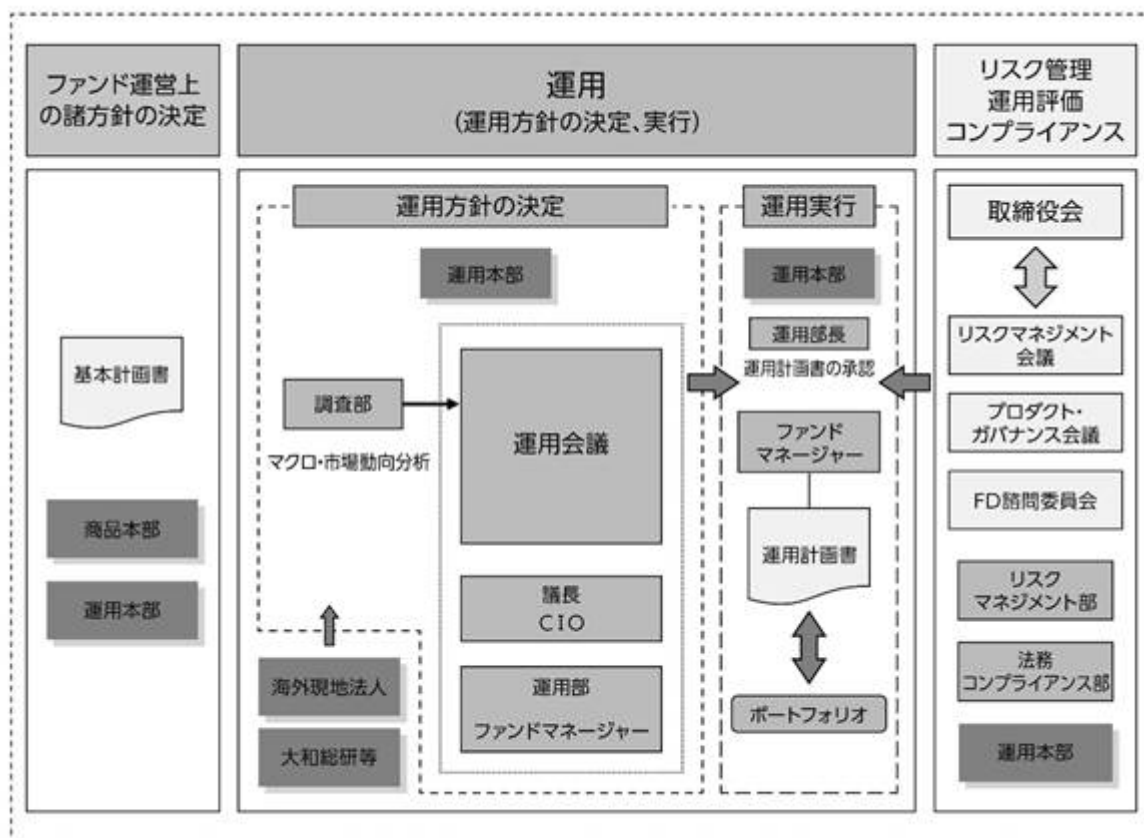 ファンド運営上
の諸方針の決定
運用
(運用方針の決定、実行)
リスク管理
運用評価
コンプライアンス
基本計画書
商品本部
運用本部
運用方針の決定
運用本部
調査部
マクロ・市場動向分析
運用会議
議長
CIO
運用部
ファンドマネージャー
海外現地法人
大和総研等
運用実行
運用本部
運用部長
運用計画書の承認
ファンド
マネージャー
運用計画書
ポートフォリオ
取締役会
リスクマネジメント
会議
プロダクト・
ガバナンス会議
FD諮問委員会
リスク
マネジメント部
法務
コンプライアンス部
運用本部